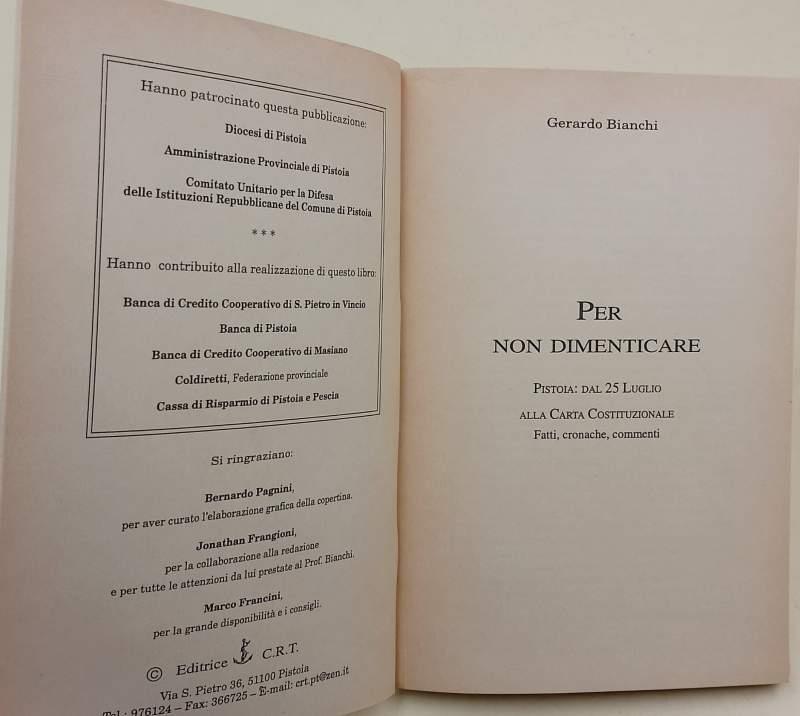 Hanno patrocinato questa pubblicazione:
Diocesi di Pistoia
Amministrazione Provinciale di Pistoia
Comitato Unitario per la Difesa
delle Istituzioni Repubblicane del Comune di Pistoia
* * *
Hanno contribuito alla realizzazione di questo libro:
Banca di Credito Cooperativo di S. Pietro in Vincio
Banca di Pistoia
Banca di Credito Cooperativo di Masiano
Coldiretti, Federazione provinciale
Cassa di Risparmio di Pistoia e Pescia
Si ringraziano:
Bernardo Pagnini,
per aver curato l'elaborazione grafica della copertina.
Jonathan Frangioni,
per la collaborazione alla redazione
e per tutte le attenzioni da lui prestate al Prof. Bianchi.
Marco Francini,
per la grande disponibilità e i consigli.
© Editrice C.R.T.
Via S. Pietro 36, 51100 Pistoia
Tel.: 976124 – Fax: 366725 – E-mail: crt.pt@zen.it
Gerardo Bianchi
PER
NON DIMENTICARE
PISTOIA: DAL 25 LUGLIO
ALLA CARTA COSTITUZIONALE
Fatti, cronache, commenti